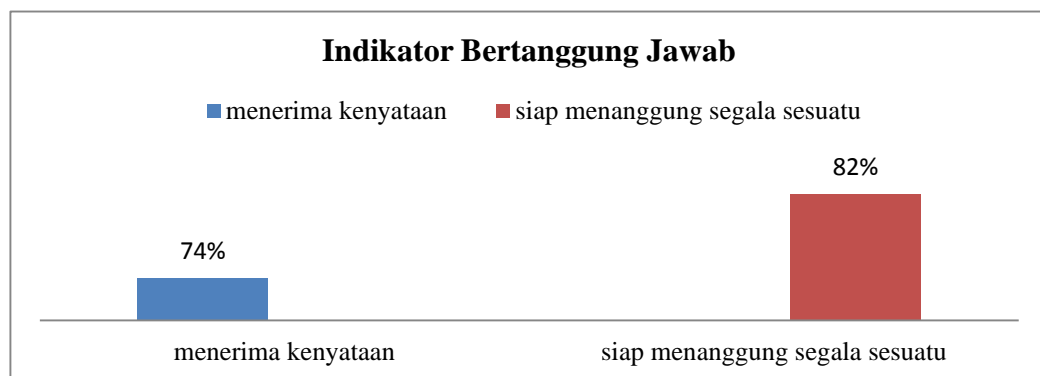 Indikator Bertanggung Jawab
menerima kenyataan siap menanggung segala sesuatu
82%
74%
menerima kenyataan siap menanggung segala sesuatu